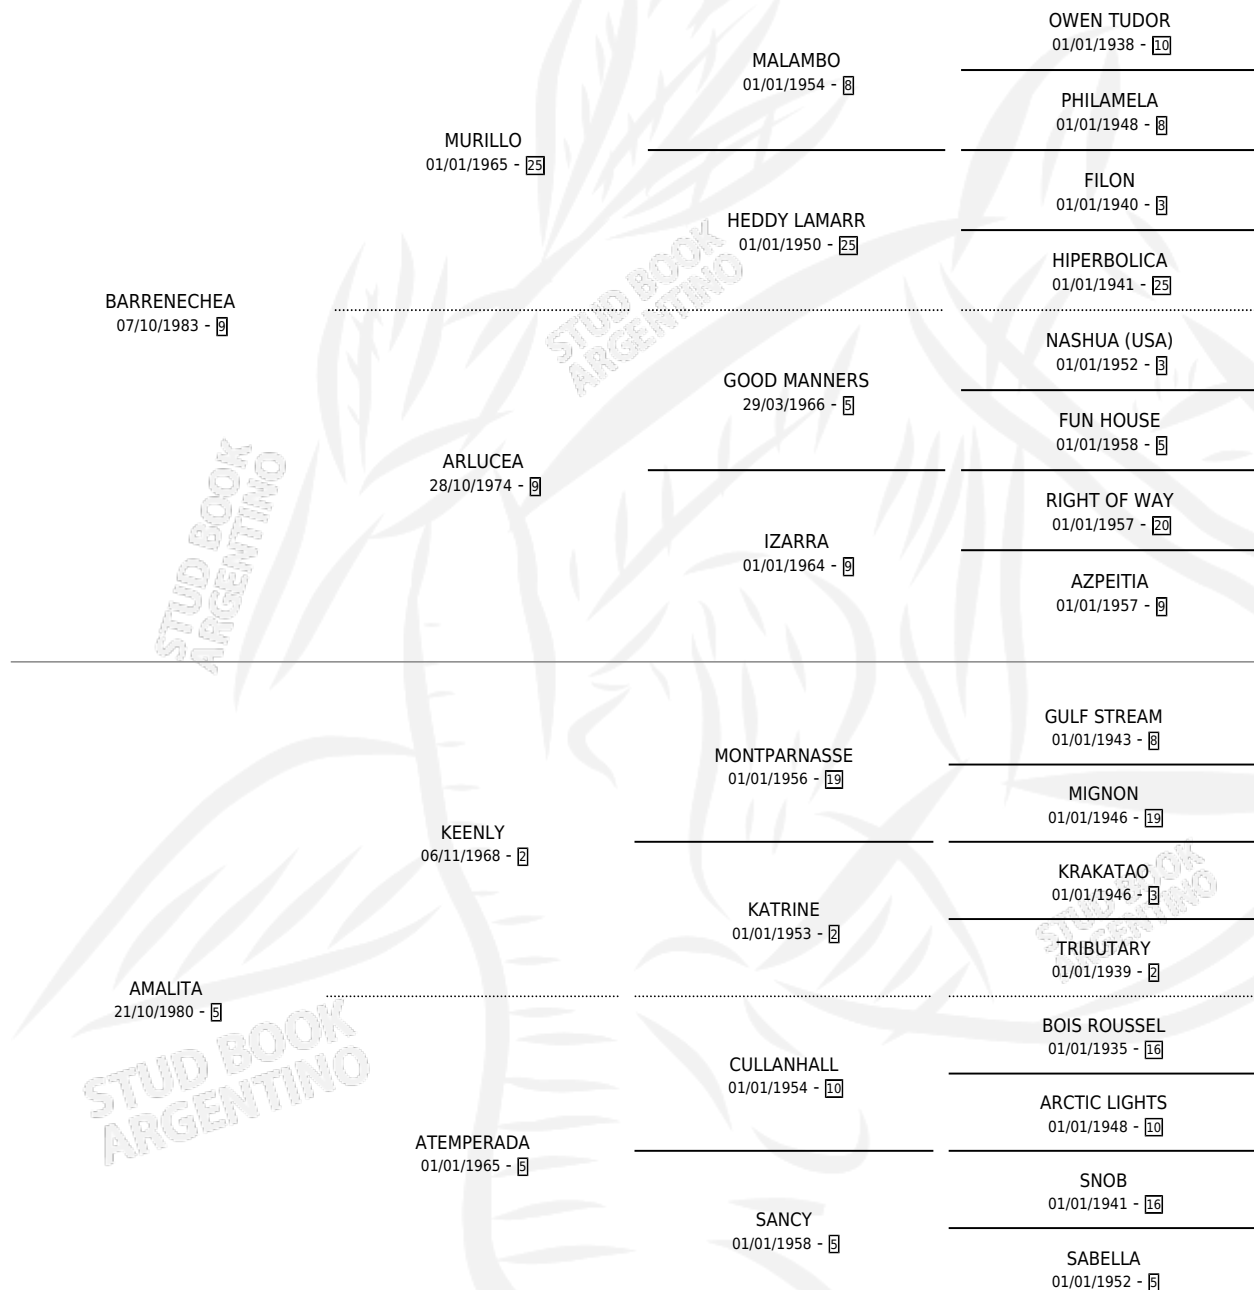 OWEN TUDOR
01/01/1938 - 10
MALAMBO
01/01/1954 - 8
PHILAMELA
01/01/1948 - 8
MURILLO
01/01/1965 - 25
FILON
01/01/1940 - 3
HEDDY LAMARR
01/01/1950 - 25
HIPERBOLICA
01/01/1941 - 25
BARRENECHEA
07/10/1983 - 9
STUD BOOK
ARGENTINO
NASHUA (USA)
01/01/1952 - 3
GOOD MANNERS
29/03/1966 - 5
FUN HOUSE
01/01/1958 - 5
ARLUCEA
28/10/1974 - 9
RIGHT OF WAY
01/01/1957 - 20
IZARRA
01/01/1964 - 9
AZPEITIA
01/01/1957 - 9
STUD BOOK
ARGENTINO
GULF STREAM
01/01/1943 - 8
MONTPARNASSE
01/01/1956 - 19
MIGNON
01/01/1946 - 19
KEENLY
06/11/1968 - 2
KRAKATAO
01/01/1946 - 3
KATRINE
01/01/1953 - 2
STUD BOOK
ARGENTINO
TRIBUTARY
01/01/1939 - 2
AMALITA
21/10/1980 - 5
STUD BOOK
ARGENTINO
BOIS ROUSSEL
01/01/1935 - 16
CULLANHALL
01/01/1954 - 10
ARCTIC LIGHTS
01/01/1948 - 10
ATEMPERADA
01/01/1965 - 5
SNOB
01/01/1941 - 16
SANCY
01/01/1958 - 5
SABELLA
01/01/1952 - 5